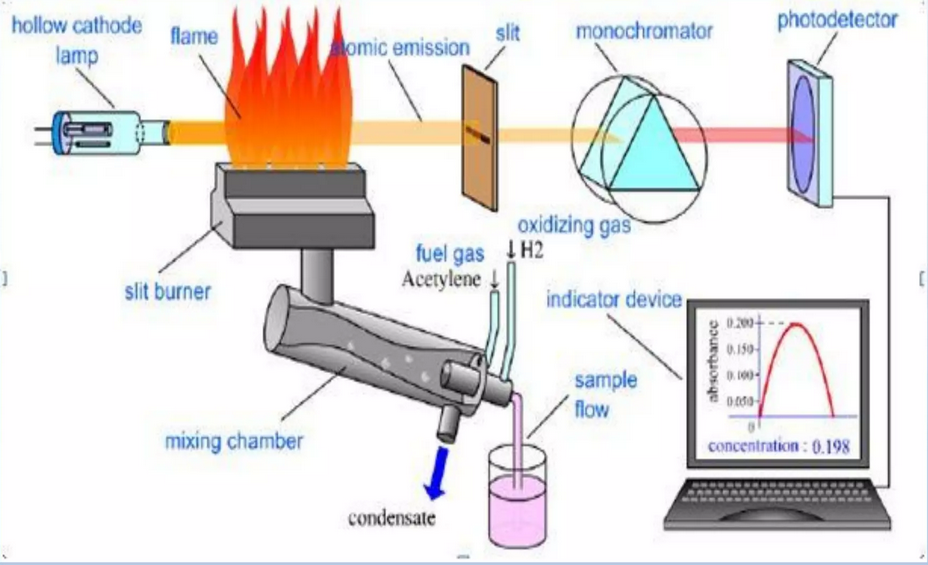 hollow cathode
lamp
flame
atomic emission
slit
monochromator
photodetector
oxidizing gas
↓ H2
fuel gas
Acetylene ↓
slit burner
indicator device
mixing chamber
sample
flow
condensate
absorbance
0.200
0.150
0.100
0.050
0
concentration : 0.198